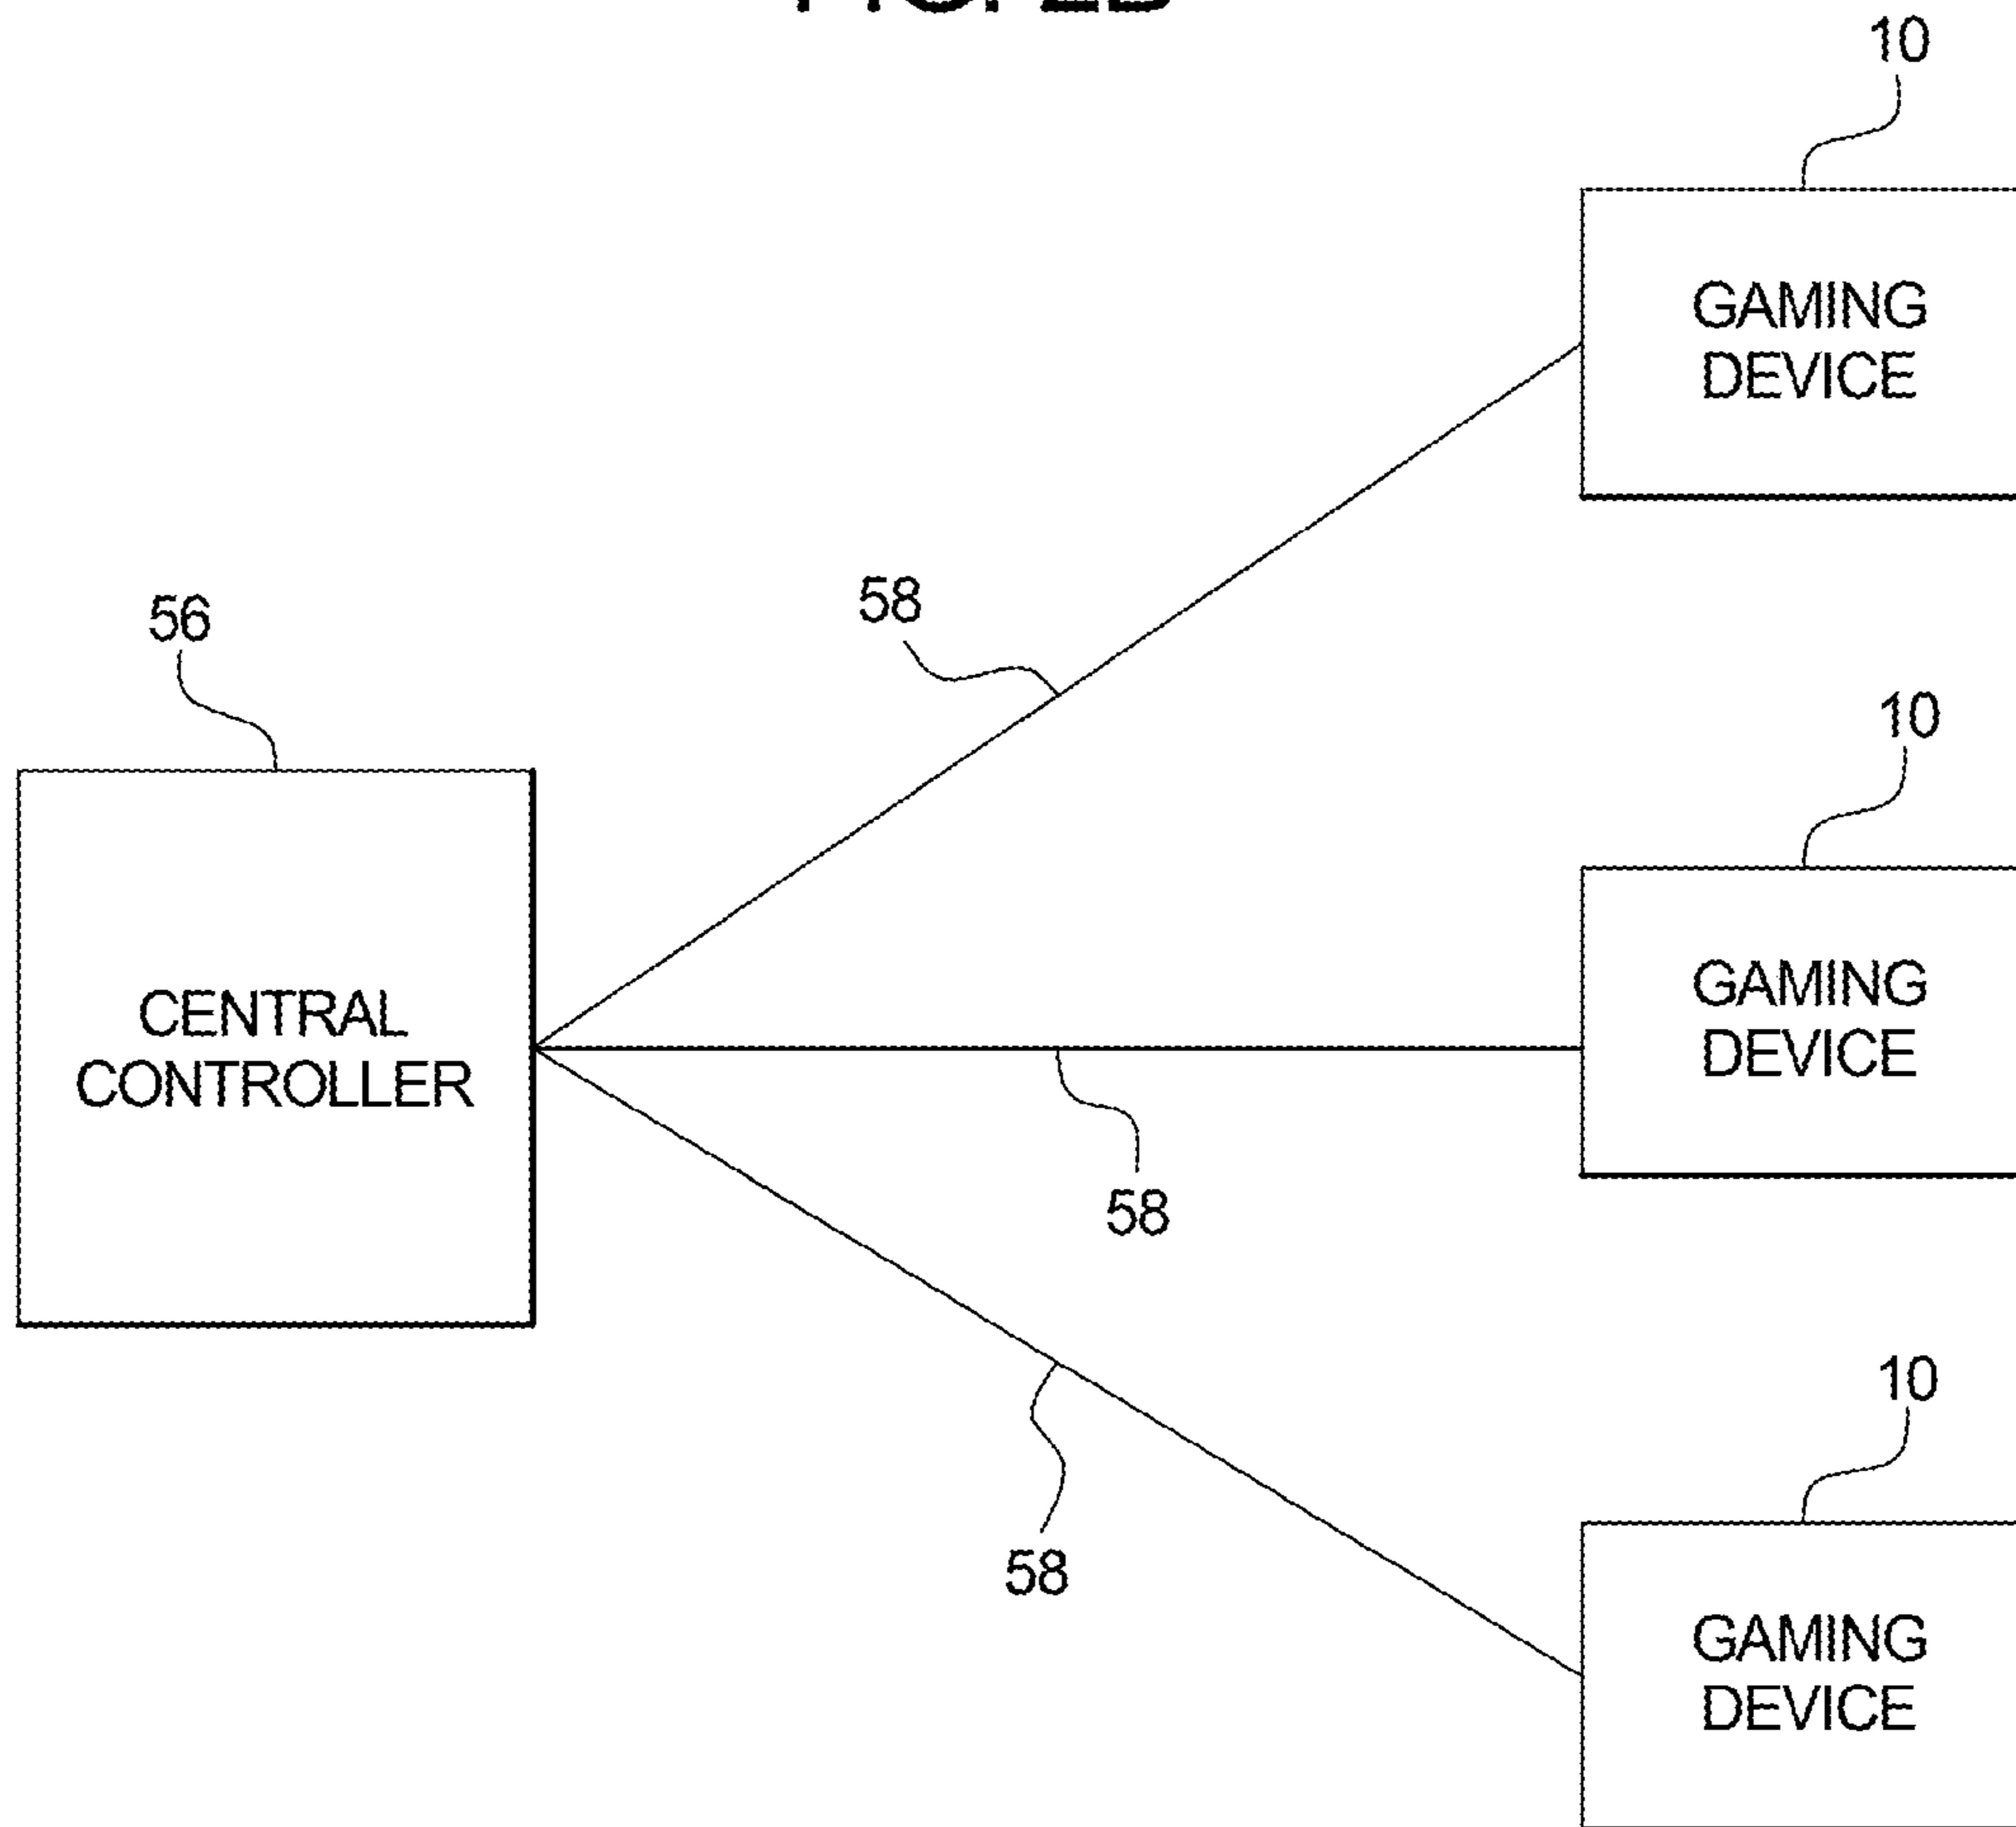 10
GAMING
DEVICE
58
56
10
CENTRAL
CONTROLLER
GAMING
DEVICE
58
10
58
GAMING
DEVICE